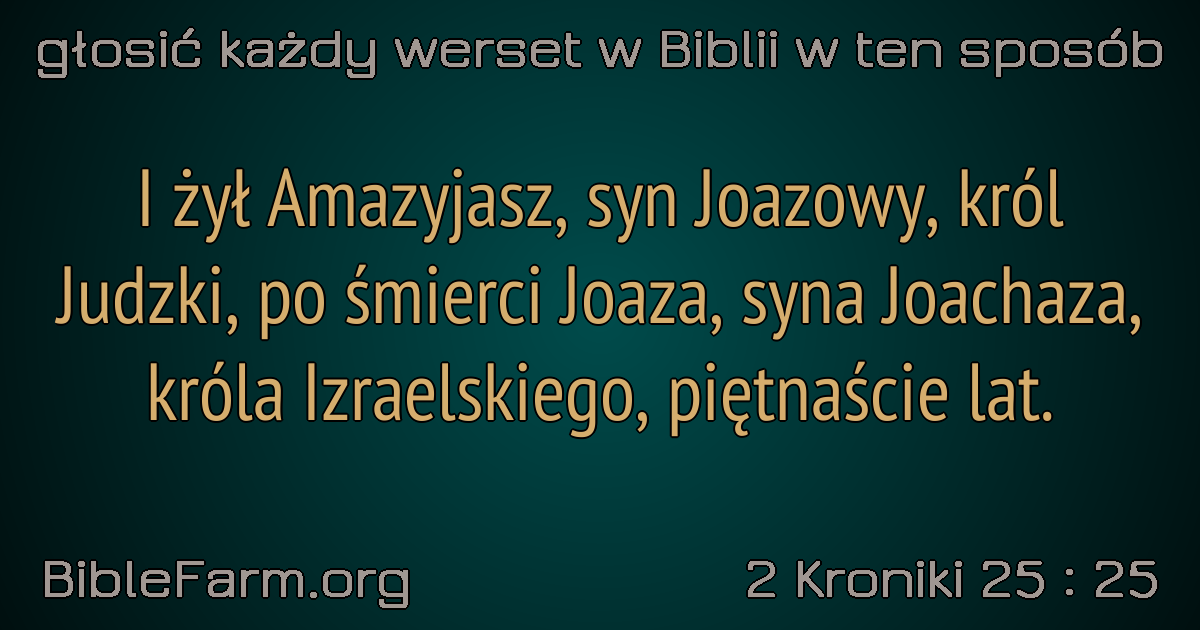 głosić każdy werset w Biblii w ten sposób
I żył Amazyjasz, syn Joazowy, król
Judzki, po śmierci Joaza, syna Joachaza,
króla Izraelskiego, piętnaście lat.
BibleFarm.org
2 Kroniki 25 : 25